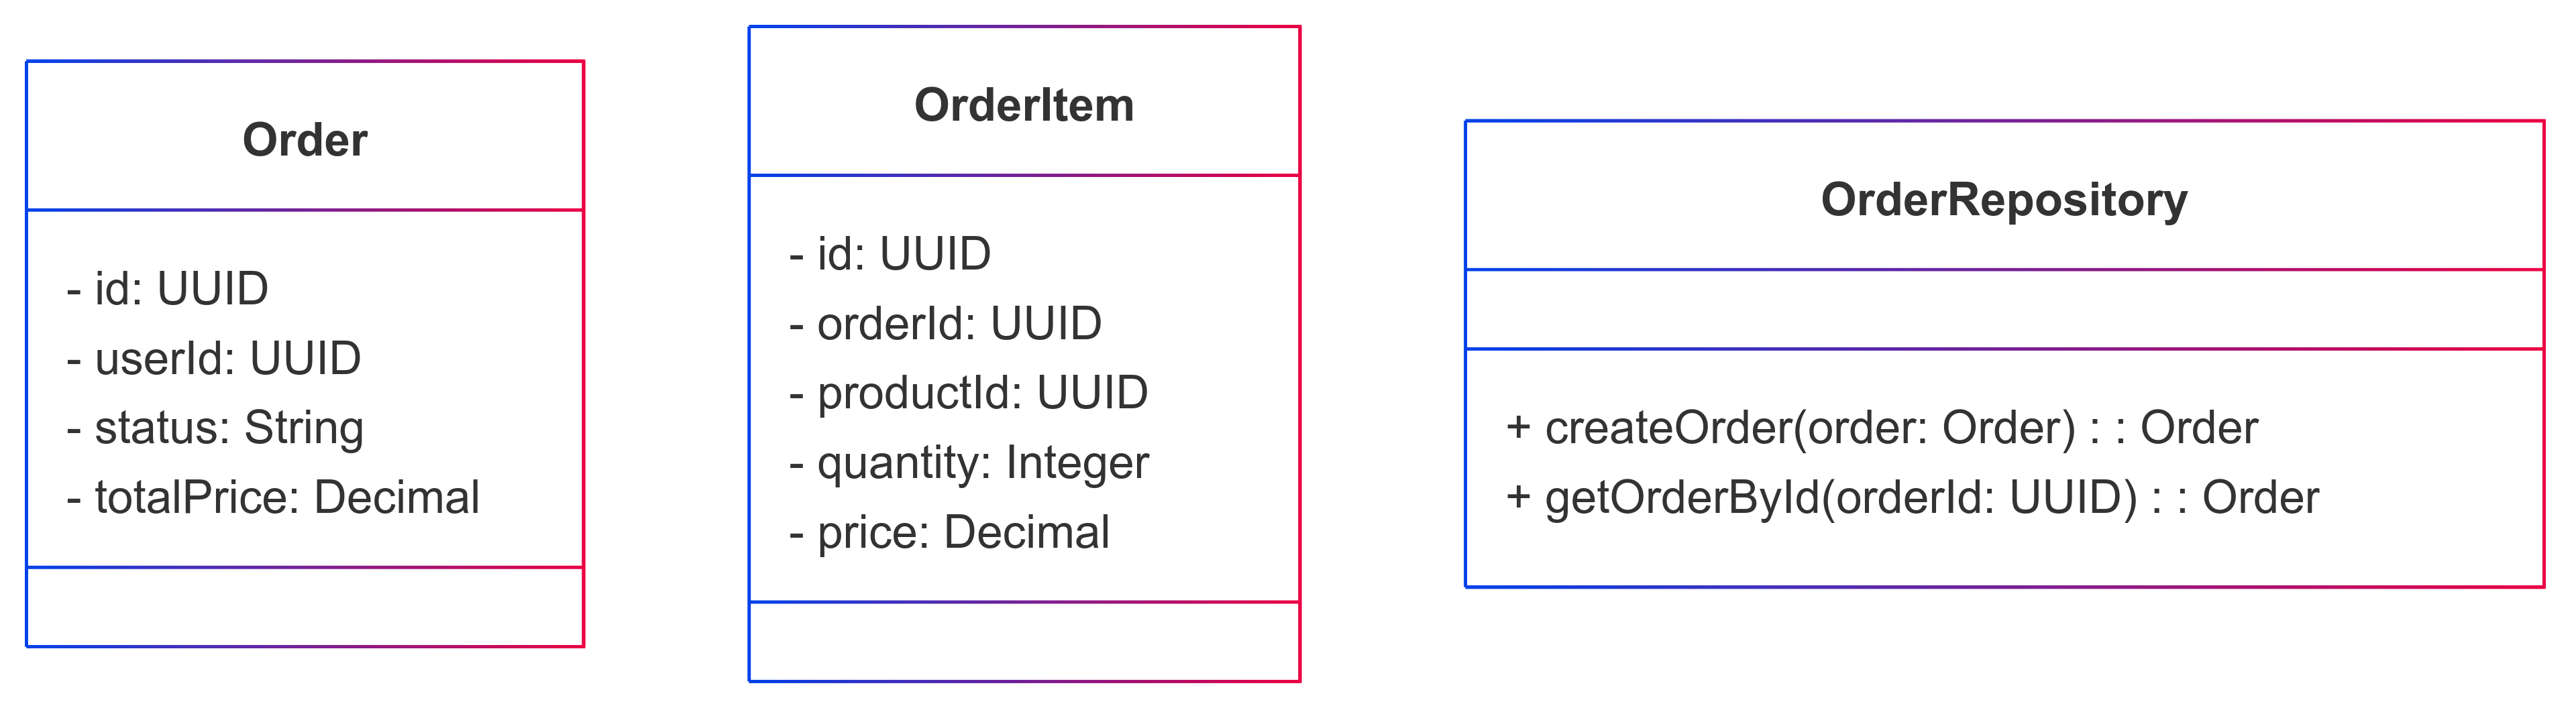 Order
- id: UUID
- userId: UUID
- status: String
- totalPrice: Decimal
OrderItem
- id: UUID
- orderId: UUID
- productId: UUID
- quantity: Integer
- price: Decimal
OrderRepository
+ createOrder(order: Order) : : Order
+ getOrderById(orderId: UUID) : : Order